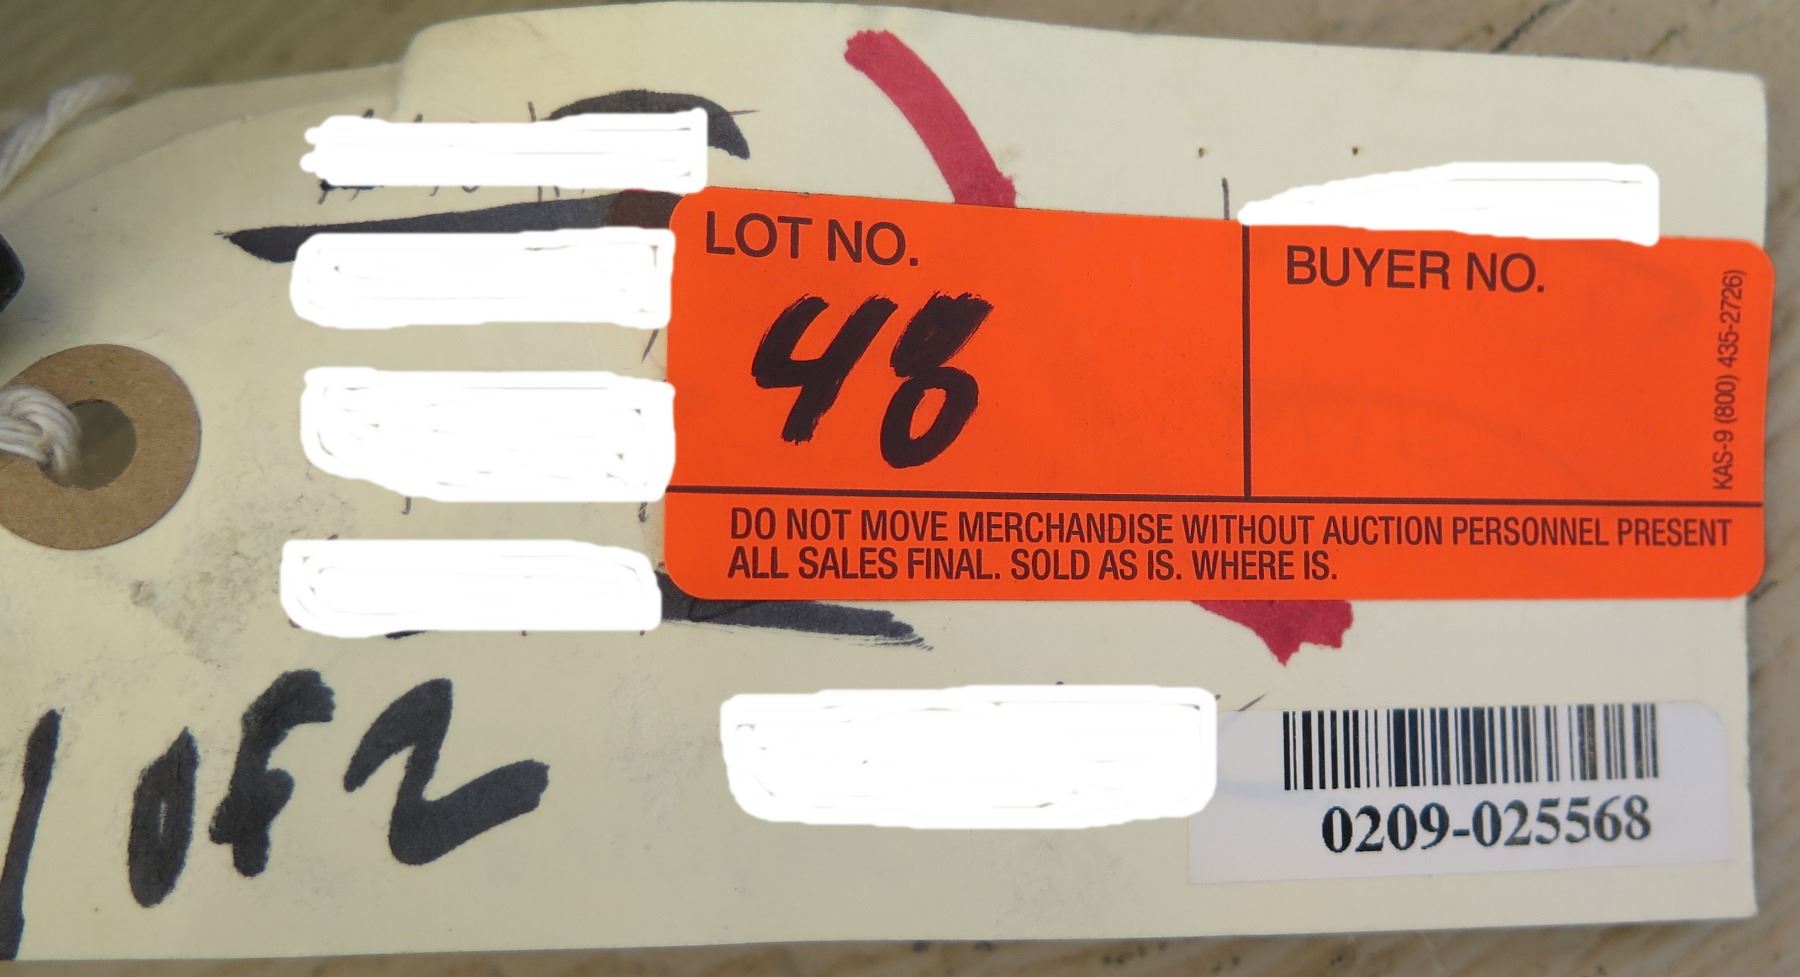 LOT NO.
48
BUYER NO.
KAS-9 (800) 435-2726)
DO NOT MOVE MERCHANDISE WITHOUT AUCTION PERSONNEL PRESENT
ALL SALES FINAL. SOLD AS IS. WHERE IS.
1 OF 2
0209-025568